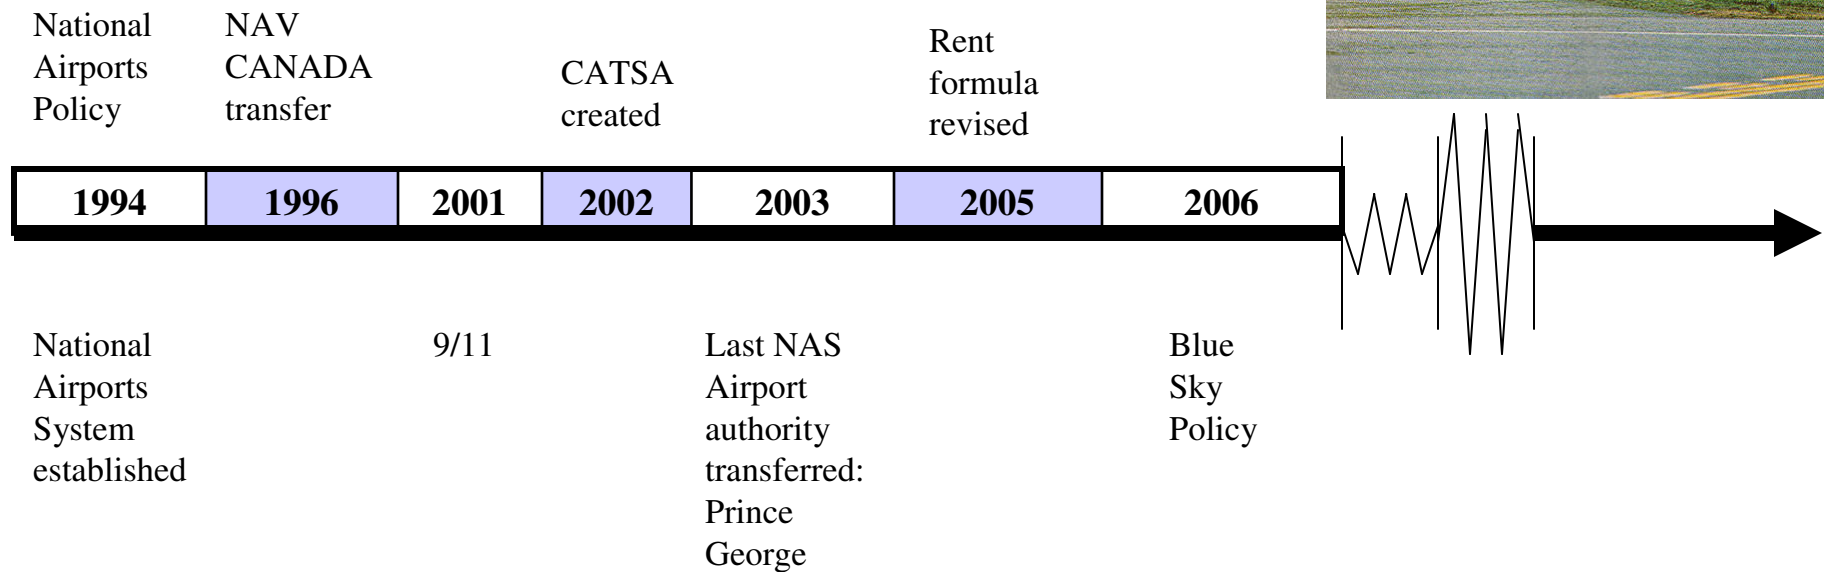 National
Airports
Policy
NAV
CANADA
transfer
CATSA
created
Rent
formula
revised
1994 1996 2001 2002 2003 2005 2006
National
Airports
System
established
9/11
Last NAS
Airport
authority
transferred:
Prince
George
Blue
Sky
Policy